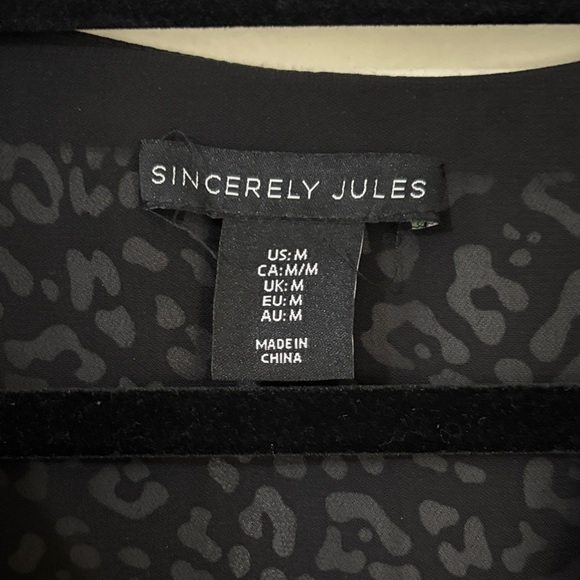 SINCERELY JULES
US: M
CA: M/M
UK: M
EU: M
AU: M
MADE IN
CHINA